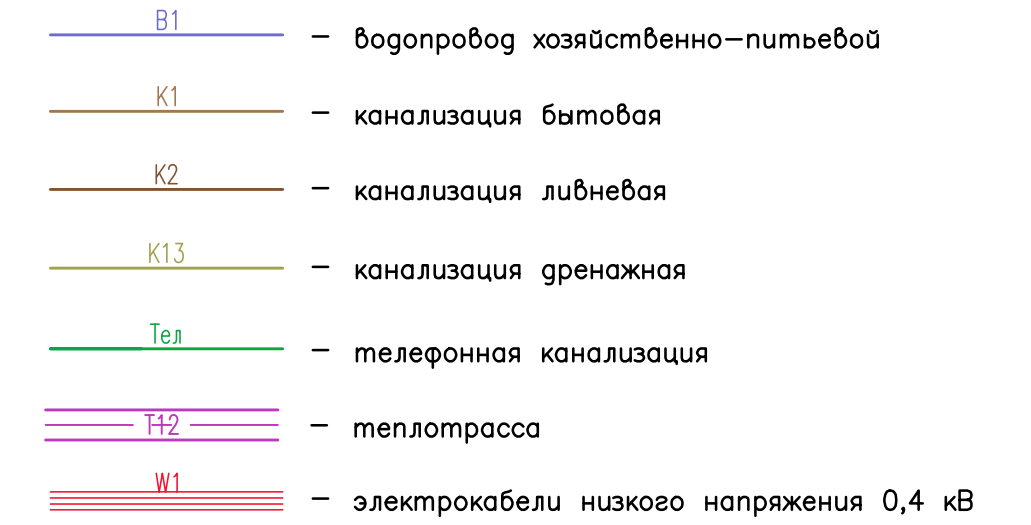 В1 – водопровод хозяйственно-питьевой
К1 – канализация бытовая
К2 – канализация ливневая
К13 – канализация дренажная
Тел – телефонная канализация
Т12 – теплотрасса
W1 – электрокабели низкого напряжения 0,4 кВ